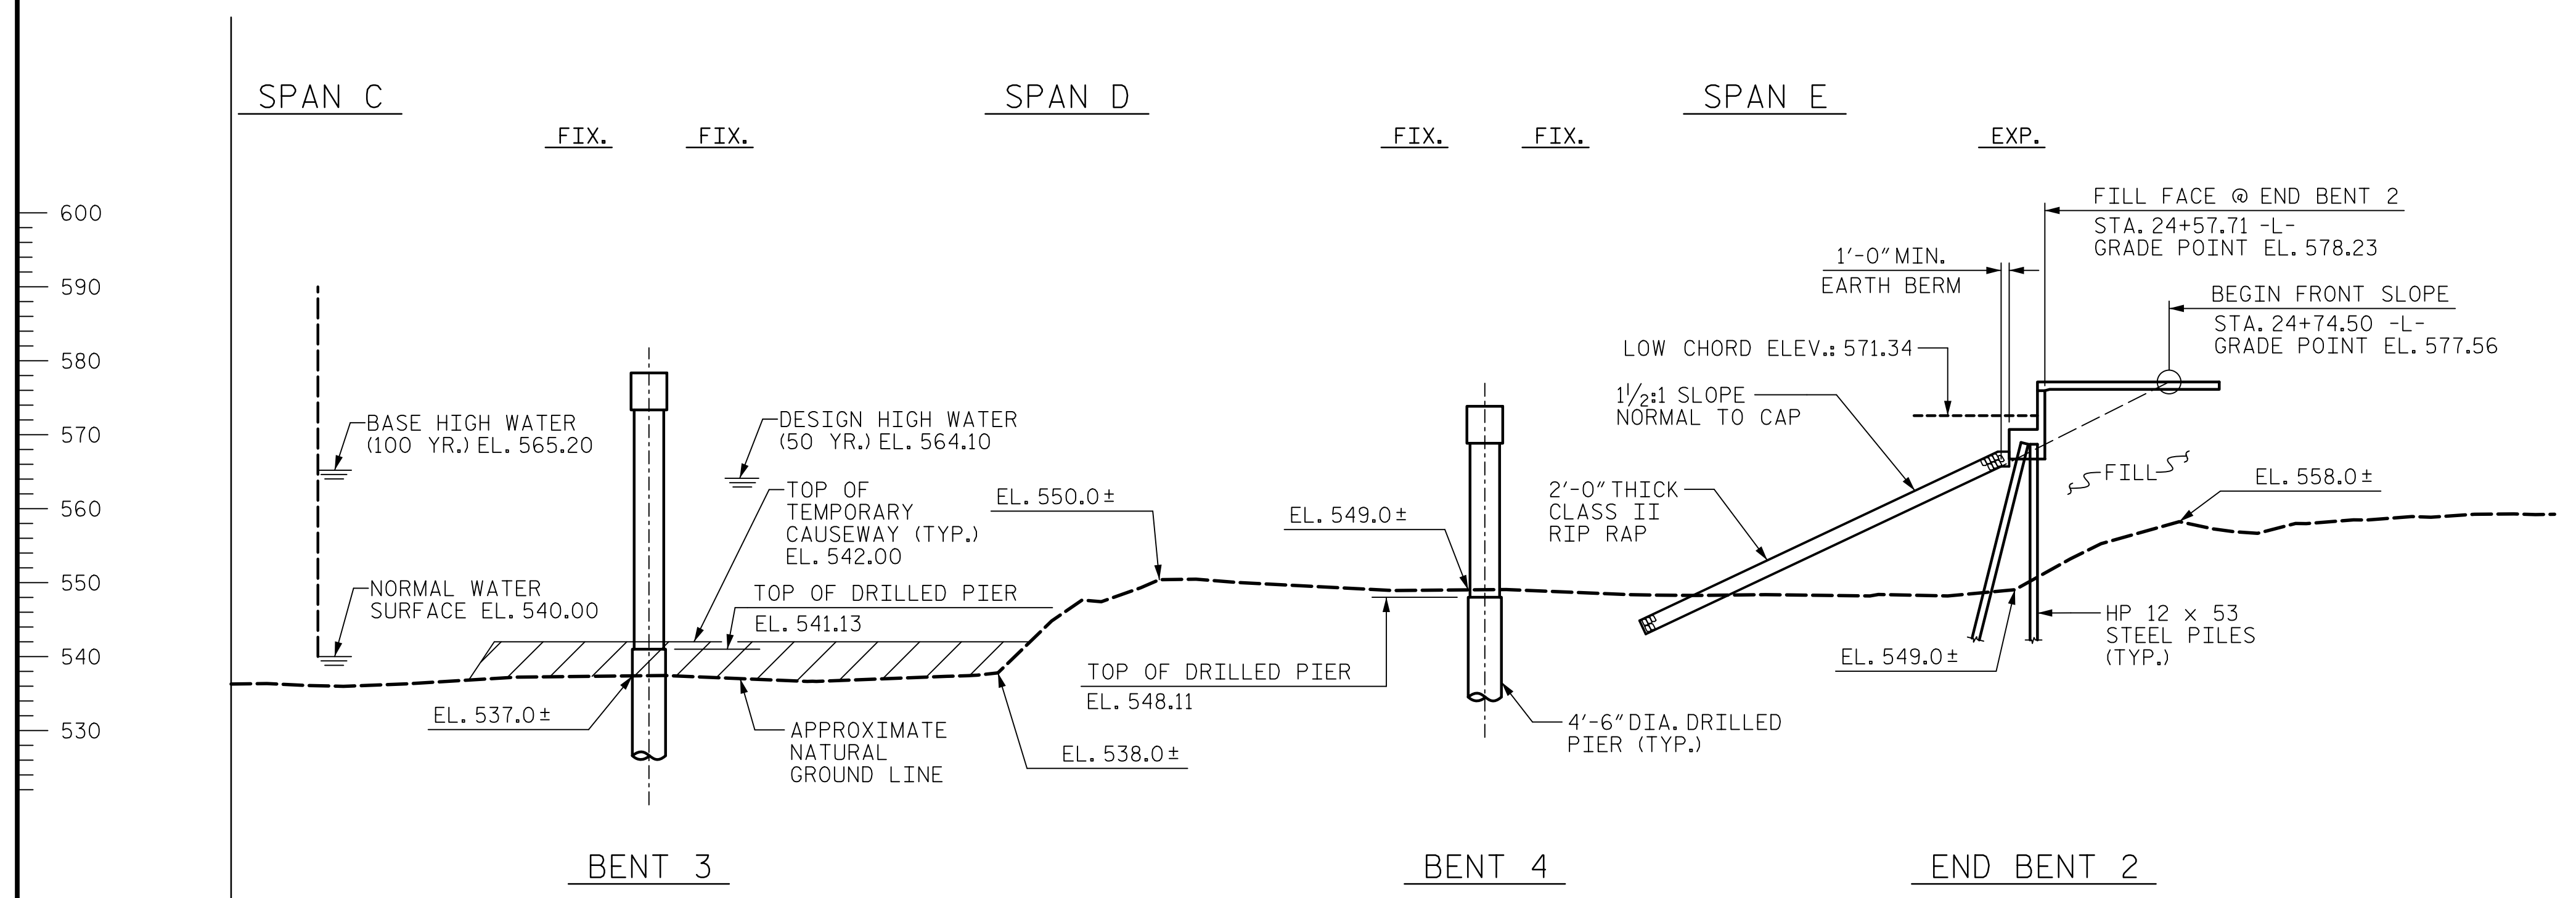 SPAN C
SPAN D
SPAN E
FIX.
FIX.
FIX.
FIX.
EXP.
600
590
580
570
560
550
540
530
FILL FACE @ END BENT 2
STA. 24+57.71 -L-
GRADE POINT EL. 578.23
1'-0" MIN.
EARTH BERM
BEGIN FRONT SLOPE
STA. 24+74.50 -L-
GRADE POINT EL. 577.56
LOW CHORD ELEV.: 571.34
1 1/2:1 SLOPE
NORMAL TO CAP
BASE HIGH WATER
(100 YR.) EL. 565.20
DESIGN HIGH WATER
(50 YR.) EL. 564.10
TOP OF
TEMPORARY
CAUSEWAY (TYP.)
EL. 542.00
EL. 550.0±
EL. 549.0±
2'-0" THICK
CLASS II
RIP RAP
FILL
EL. 558.0±
NORMAL WATER
SURFACE EL. 540.00
TOP OF DRILLED PIER
EL. 541.13
HP 12 x 53
STEEL PILES
(TYP.)
EL. 549.0±
TOP OF DRILLED PIER
EL. 548.11
EL. 537.0±
APPROXIMATE
NATURAL
GROUND LINE
EL. 538.0±
4'-6" DIA. DRILLED
PIER (TYP.)
BENT 3
BENT 4
END BENT 2